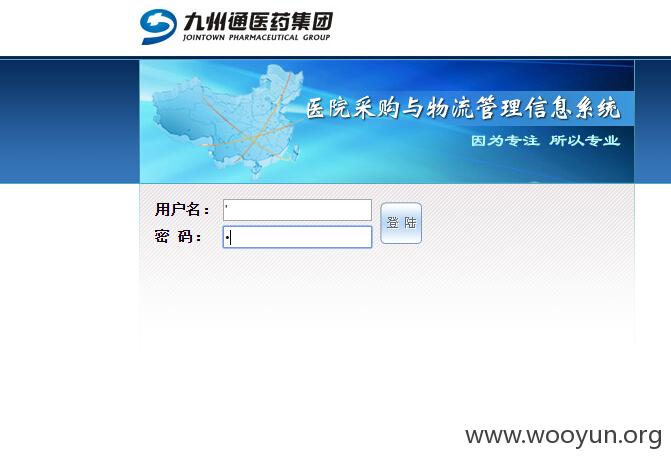 九州通医药集团
JOINTOWN PHARMACEUTICAL GROUP
医院采购与物流管理信息系统
因为专注 所以专业
用户名： '
登 陆
密 码： •
www.wooyun.org